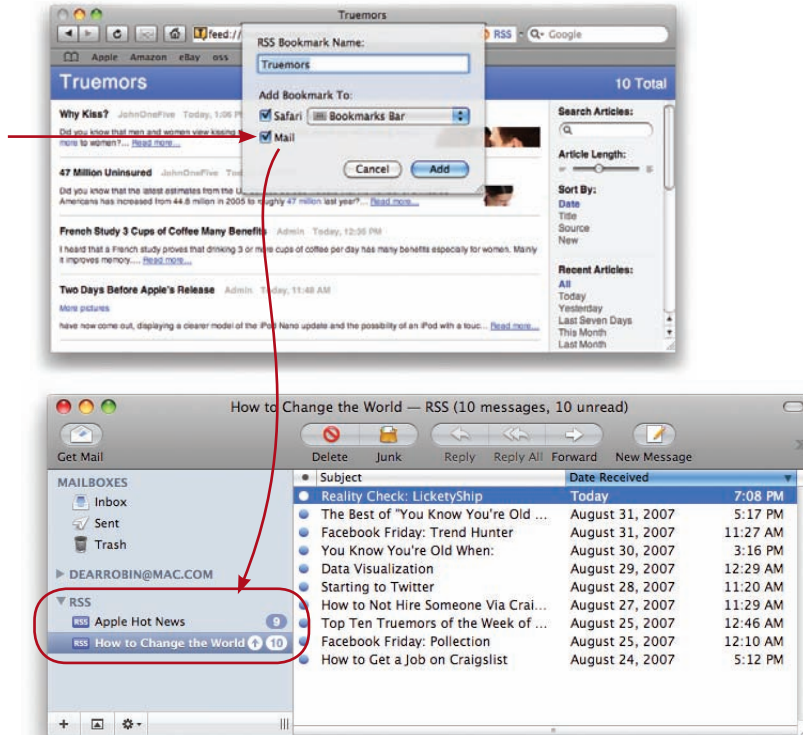 Truemors
feed://
RSS
Google
Apple Amazon eBay oss
RSS Bookmark Name:
Truemors
Add Bookmark To:
Safari Bookmarks Bar
Mail
Cancel Add
Truemors
10 Total
Why Kiss? JohnOneFive Today, 1:06 PM
Did you know that men and women view kissing
more to women?... Read more...
47 Million Uninsured JohnOneFive
Did you know that the latest estimates from the
Americans has increased from 44.8 million in 2005 to roughly 47 million last year?... Read more...
French Study 3 Cups of Coffee Many Benefits Admin Today, 12:35 PM
I heard that a French study proves that drinking 3 or more cups of coffee per day has many benefits especially for women. Mainly
it improves memory.... Read more...
Two Days Before Apple's Release Admin Today, 11:48 AM
More pictures
have now come out, displaying a clearer model of the iPod Nano update and the possibility of an iPod with a touc... Read more...
Search Articles:
Article Length:
Sort By:
Date
Title
Source
New
Recent Articles:
All
Today
Yesterday
Last Seven Days
This Month
Last Month
How to Change the World — RSS (10 messages, 10 unread)
Get Mail Delete Junk Reply Reply All Forward New Message
MAILBOXES
Inbox
Sent
Trash
DEARROBIN@MAC.COM
RSS
RSS Apple Hot News 9
RSS How to Change the World 10
Subject Date Received
Reality Check: LicketyShip Today 7:08 PM
The Best of "You Know You're Old ... August 31, 2007 5:17 PM
Facebook Friday: Trend Hunter August 31, 2007 11:27 AM
You Know You're Old When: August 30, 2007 3:16 PM
Data Visualization August 29, 2007 12:29 AM
Starting to Twitter August 28, 2007 11:20 AM
How to Not Hire Someone Via Crai... August 27, 2007 11:29 AM
Top Ten Truemors of the Week of ... August 25, 2007 12:46 AM
Facebook Friday: Pollection August 25, 2007 12:10 AM
How to Get a Job on Craigslist August 24, 2007 5:12 PM